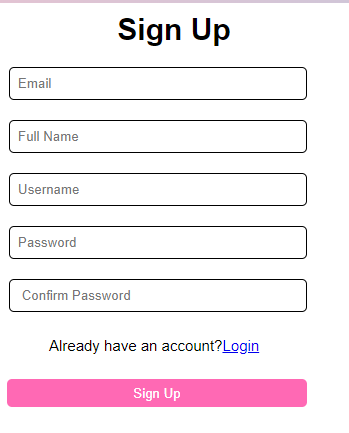 Sign Up
Email
Full Name
Username
Password
Confirm Password
Already have an account?Login
Sign Up